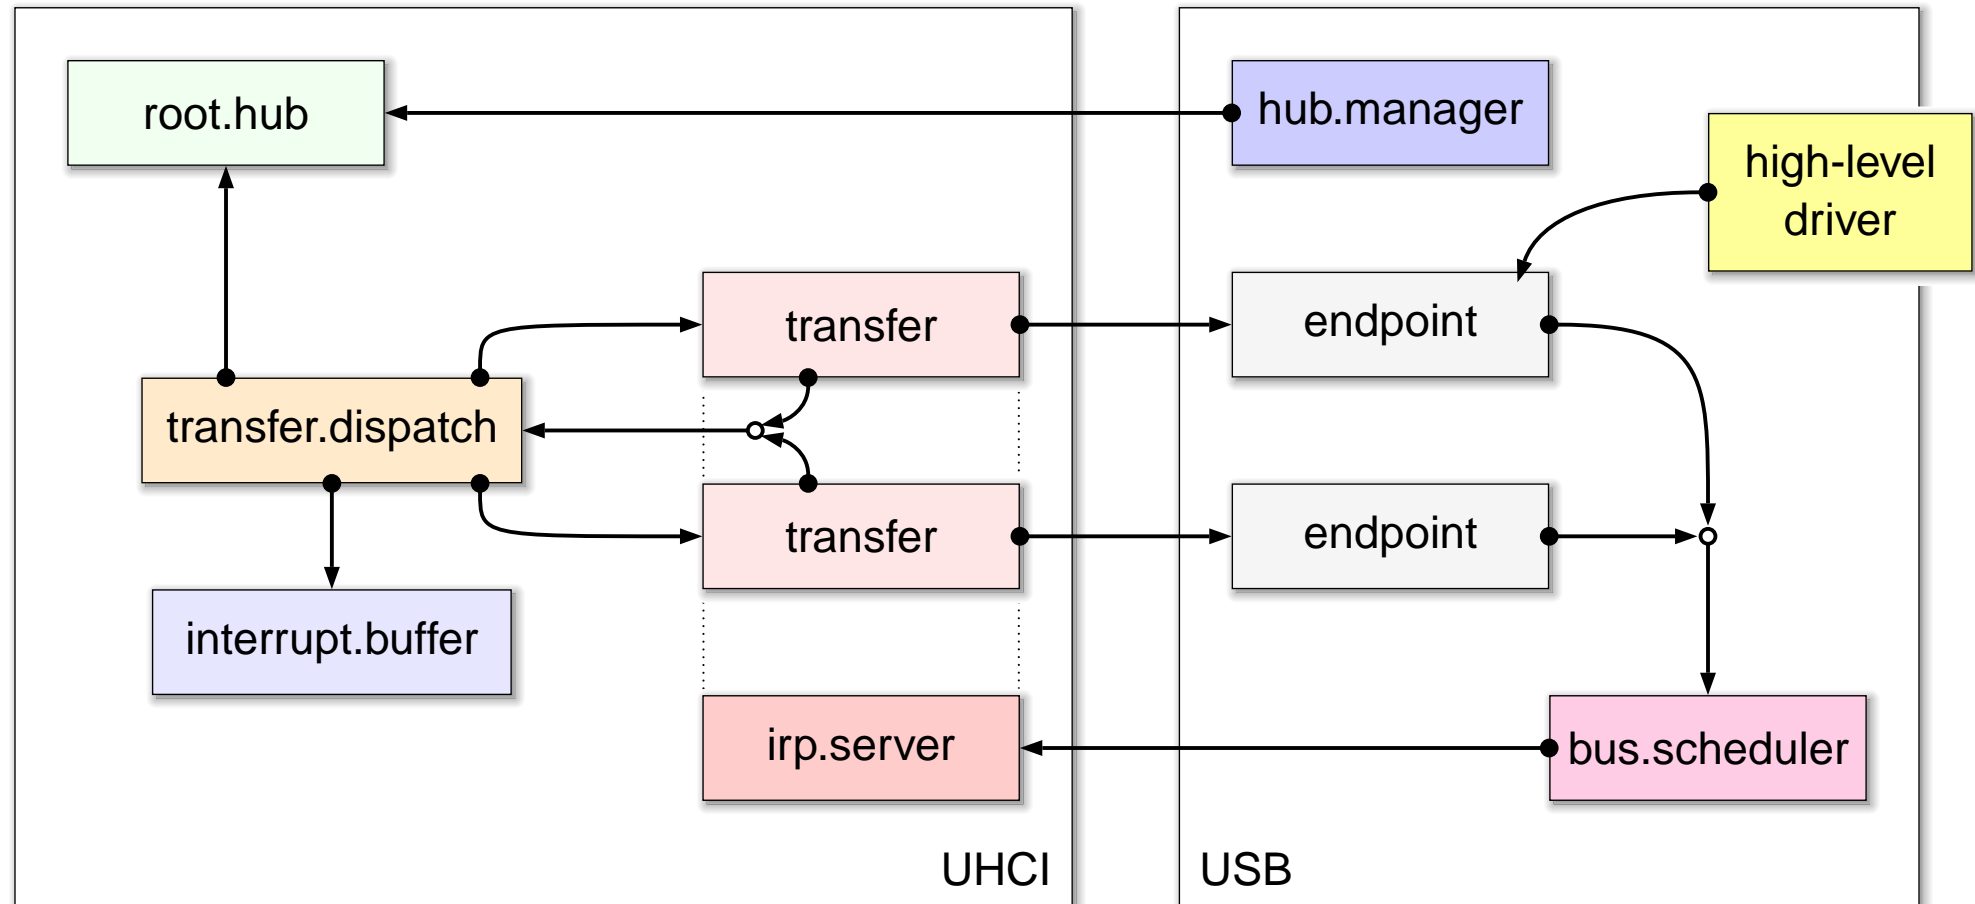 root.hub
hub.manager
high-level
driver
transfer
endpoint
transfer.dispatch
transfer
endpoint
interrupt.buffer
irp.server
bus.scheduler
UHCI
USB